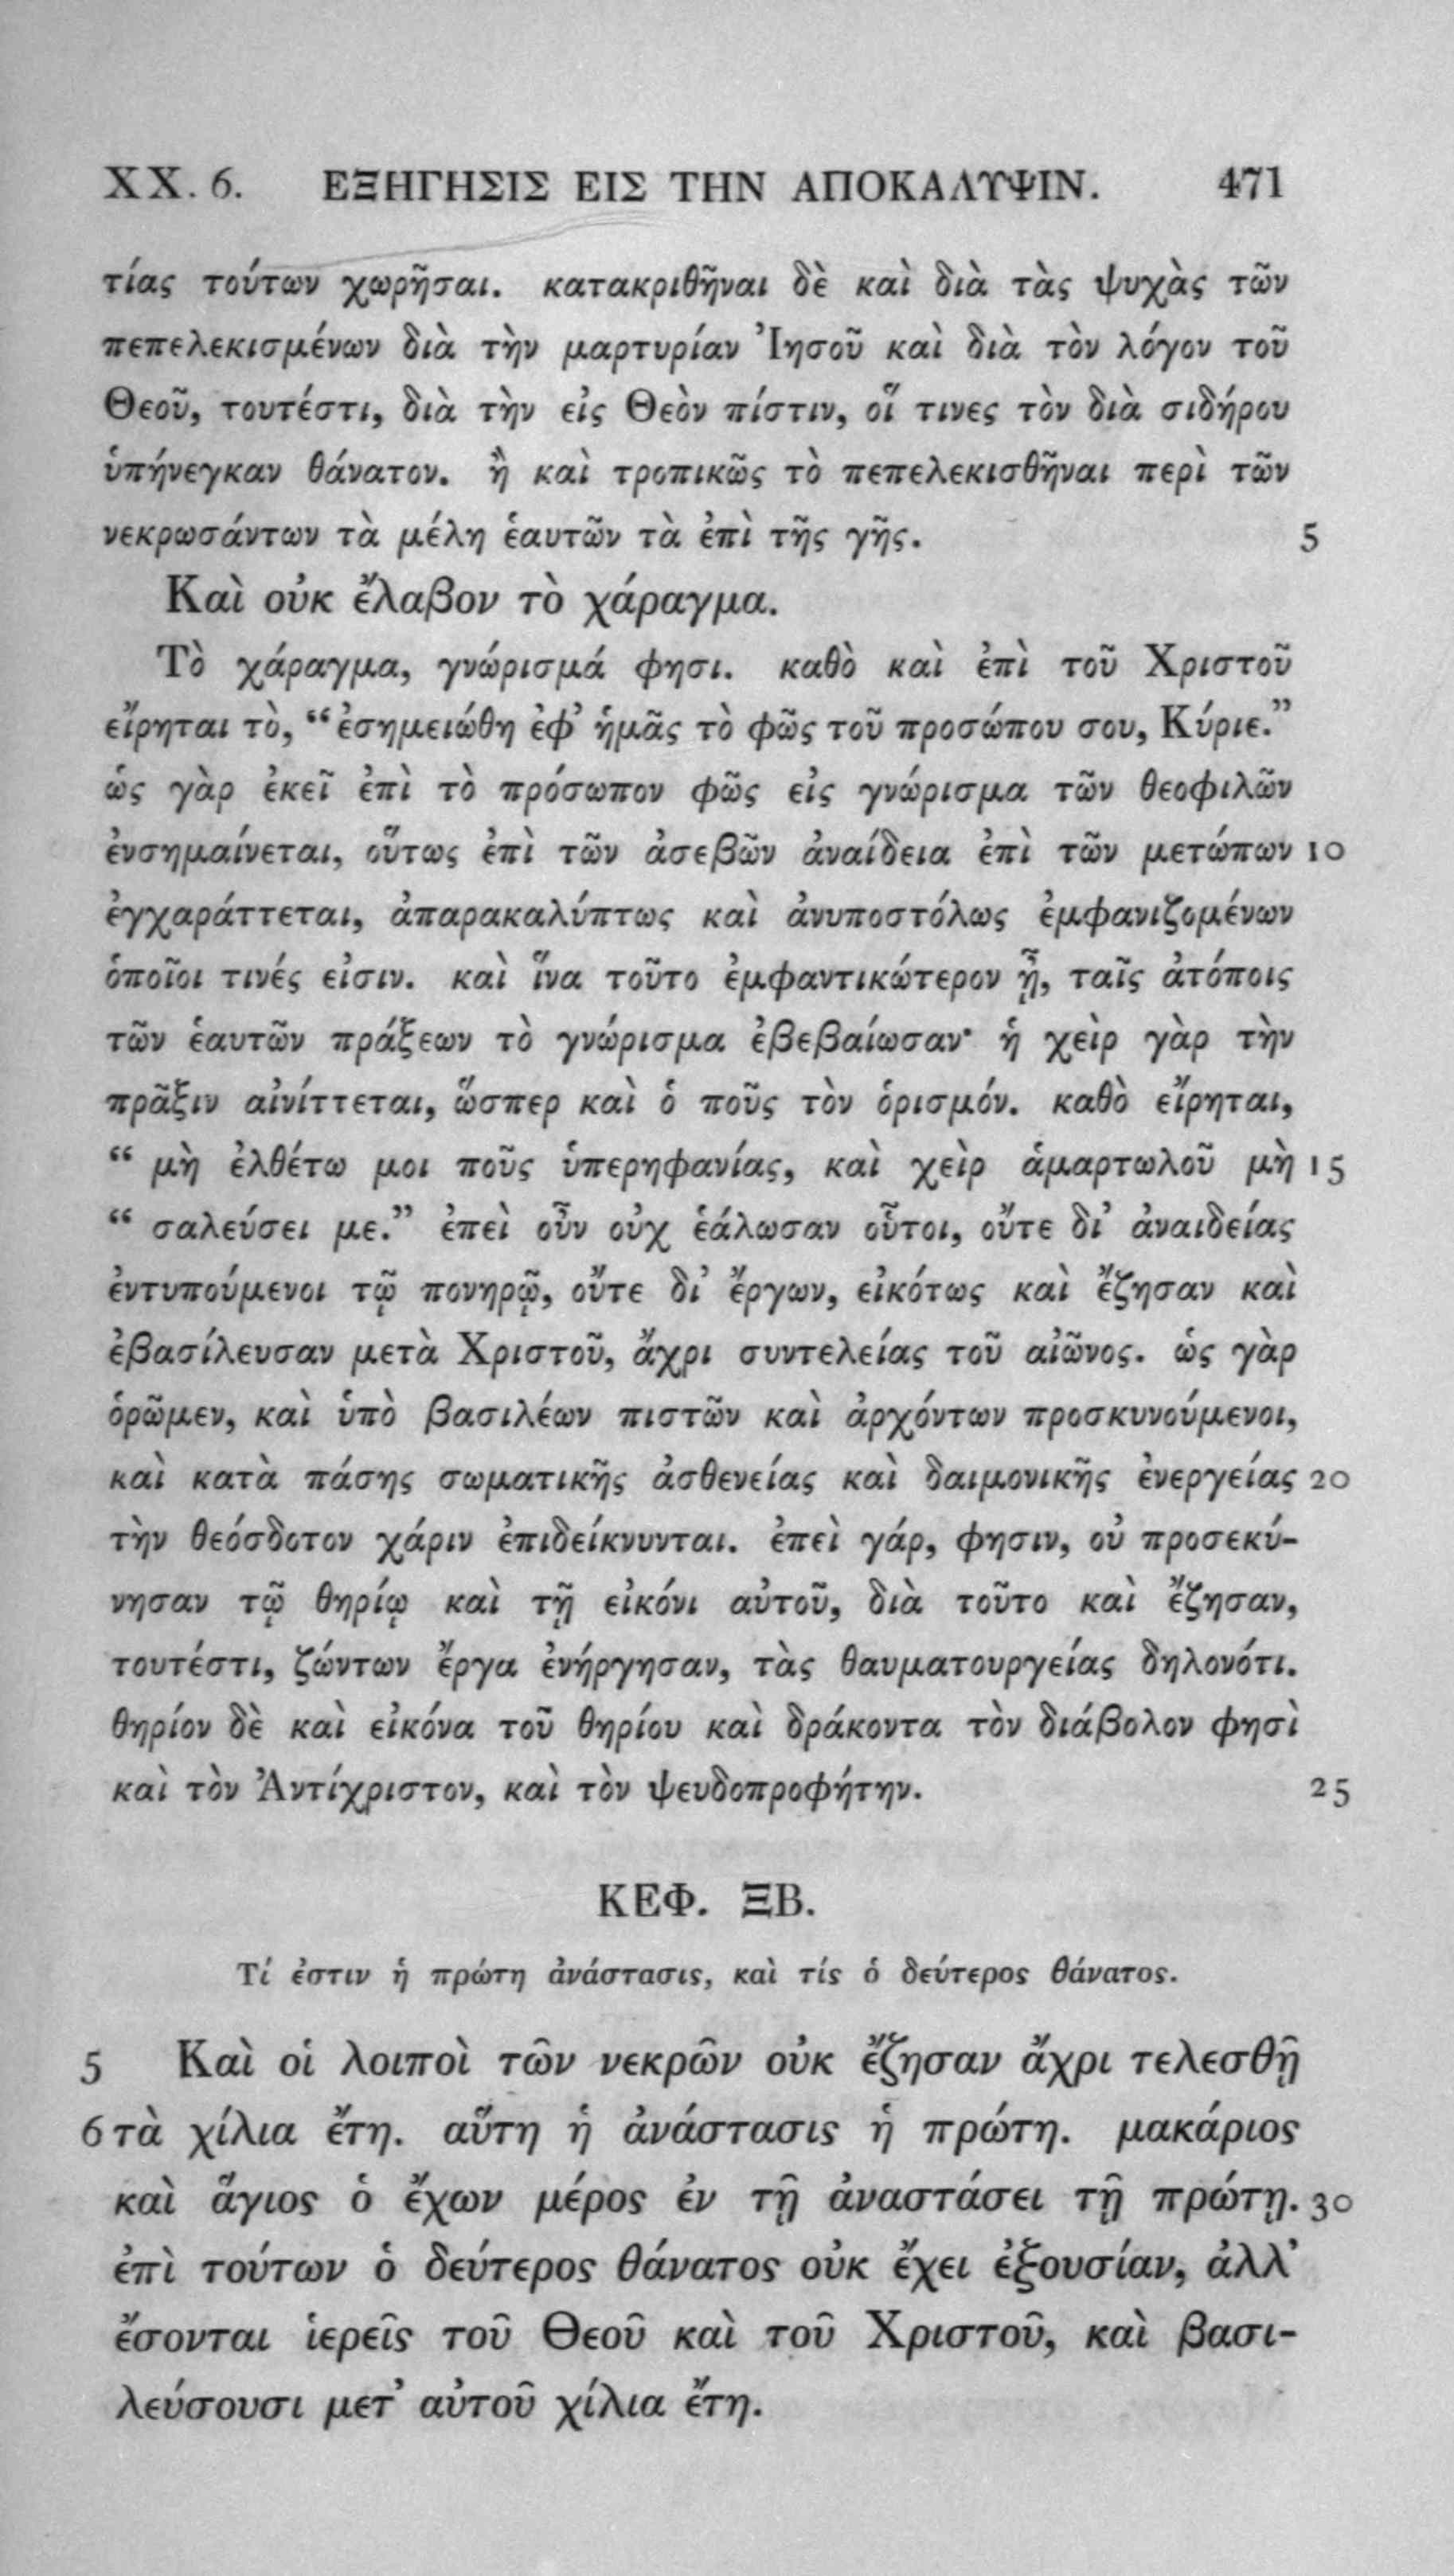 XX. 6. ΕΞΗΓΗΣΙΣ ΕΙΣ ΤΗΝ ΑΠΟΚΑΛΥΨΙΝ. 471
τίας τούτων χωρῆσαι. κατακριθῆναι δὲ καὶ διὰ τὰς ψυχὰς τῶν
πεπελεκισμένων διὰ τὴν μαρτυρίαν Ἰησοῦ καὶ διὰ τὸν λόγον τοῦ
Θεοῦ, τουτέστι, διὰ τὴν εἰς Θεὸν πίστιν, οἵ τινες τὸν διὰ σιδήρου
ὑπήνεγκαν θάνατον. ἢ καὶ τροπικῶς τὸ πεπελεκισθῆναι περὶ τῶν
νεκρωσάντων τὰ μέλη ἑαυτῶν τὰ ἐπὶ τῆς γῆς. 5
Καὶ οὐκ ἔλαβον τὸ χάραγμα.
Τὸ χάραγμα, γνώρισμά φησι. καθὸ καὶ ἐπὶ τοῦ Χριστοῦ
εἴρηται τὸ, “ἐσημειώθη ἐφ᾽ ἡμᾶς τὸ φῶς τοῦ προσώπου σου, Κύριε.”
ὡς γὰρ ἐκεῖ ἐπὶ τὸ πρόσωπον φῶς εἰς γνώρισμα τῶν θεοφιλῶν
ἐνσημαίνεται, οὕτως ἐπὶ τῶν ἀσεβῶν ἀναίδεια ἐπὶ τῶν μετώπων 10
ἐγχαράττεται, ἀπαρακαλύπτως καὶ ἀνυποστόλως ἐμφανιζομένων
ὁποῖοι τινές εἰσιν. καὶ ἵνα τοῦτο ἐμφαντικώτερον ᾖ, ταῖς ἀτόποις
τῶν ἑαυτῶν πράξεων τὸ γνώρισμα ἐβεβαίωσαν· ἡ χεὶρ γὰρ τὴν
πρᾶξιν αἰνίττεται, ὥσπερ καὶ ὁ ποῦς τὸν ὁρισμόν. καθὸ εἴρηται,
“ μὴ ἐλθέτω μοι ποῦς ὑπερηφανίας, καὶ χεὶρ ἁμαρτωλοῦ μὴ 15
“ σαλεύσει με.” ἐπεὶ οὖν οὐχ ἑάλωσαν οὗτοι, οὔτε δι᾽ ἀναιδείας
ἐντυπούμενοι τῷ πονηρῷ, οὔτε δι᾽ ἔργων, εἰκότως καὶ ἔζησαν καὶ
ἐβασίλευσαν μετὰ Χριστοῦ, ἄχρι συντελείας τοῦ αἰῶνος. ὡς γὰρ
ὁρῶμεν, καὶ ὑπὸ βασιλέων πιστῶν καὶ ἀρχόντων προσκυνούμενοι,
καὶ κατὰ πάσης σωματικῆς ἀσθενείας καὶ δαιμονικῆς ἐνεργείας 20
τὴν θεόσδοτον χάριν ἐπιδείκνυνται. ἐπεὶ γάρ, φησιν, οὐ προσεκύ-
νησαν τῷ θηρίῳ καὶ τῇ εἰκόνι αὐτοῦ, διὰ τοῦτο καὶ ἔζησαν,
τουτέστι, ζώντων ἔργα ἐνήργησαν, τὰς θαυματουργείας δηλονότι.
θηρίον δὲ καὶ εἰκόνα τοῦ θηρίου καὶ δράκοντα τὸν διάβολον φησὶ
καὶ τὸν Ἀντίχριστον, καὶ τὸν ψευδοπροφήτην. 25
ΚΕΦ. ΞΒ.
Τί ἐστιν ἡ πρώτη ἀνάστασις, καὶ τίς ὁ δεύτερος θάνατος.
5 Καὶ οἱ λοιποὶ τῶν νεκρῶν οὐκ ἔζησαν ἄχρι τελεσθῇ
6 τὰ χίλια ἔτη. αὕτη ἡ ἀνάστασις ἡ πρώτη. μακάριος
καὶ ἅγιος ὁ ἔχων μέρος ἐν τῇ ἀναστάσει τῇ πρώτῃ. 30
ἐπὶ τούτων ὁ δεύτερος θάνατος οὐκ ἔχει ἐξουσίαν, ἀλλ᾽
ἔσονται ἱερεῖς τοῦ Θεοῦ καὶ τοῦ Χριστοῦ, καὶ βασι-
λεύσουσι μετ᾽ αὐτοῦ χίλια ἔτη.